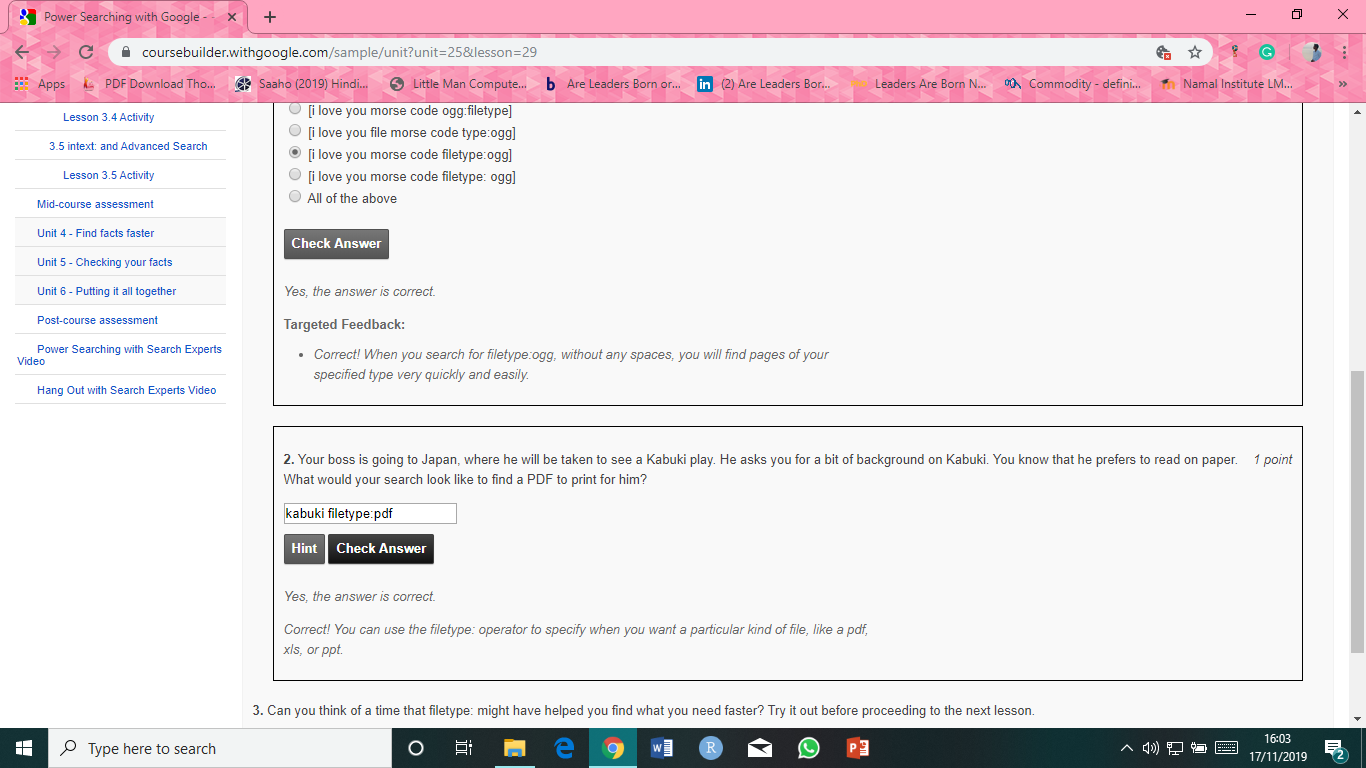 Power Searching with Google -
coursebuilder.withgoogle.com/sample/unit?unit=25&lesson=29
Apps PDF Download Tho... Saaho (2019) Hindi... Little Man Compute... Are Leaders Born or... (2) Are Leaders Bor... Leaders Are Born N... Commodity - defini... Namal Institute LM... »
Lesson 3.4 Activity
3.5 intext: and Advanced Search
Lesson 3.5 Activity
Mid-course assessment
Unit 4 - Find facts faster
Unit 5 - Checking your facts
Unit 6 - Putting it all together
Post-course assessment
Power Searching with Search Experts
Video
Hang Out with Search Experts Video
[i love you morse code ogg:filetype]
[i love you file morse code type:ogg]
[i love you morse code filetype:ogg]
[i love you morse code filetype: ogg]
All of the above
Check Answer
Yes, the answer is correct.
Targeted Feedback:
• Correct! When you search for filetype:ogg, without any spaces, you will find pages of your
specified type very quickly and easily.
2. Your boss is going to Japan, where he will be taken to see a Kabuki play. He asks you for a bit of background on Kabuki. You know that he prefers to read on paper. 1 point
What would your search look like to find a PDF to print for him?
kabuki filetype:pdf
Hint Check Answer
Yes, the answer is correct.
Correct! You can use the filetype: operator to specify when you want a particular kind of file, like a pdf,
xls, or ppt.
3. Can you think of a time that filetype: might have helped you find what you need faster? Try it out before proceeding to the next lesson.
Type here to search
16:03
17/11/2019
2